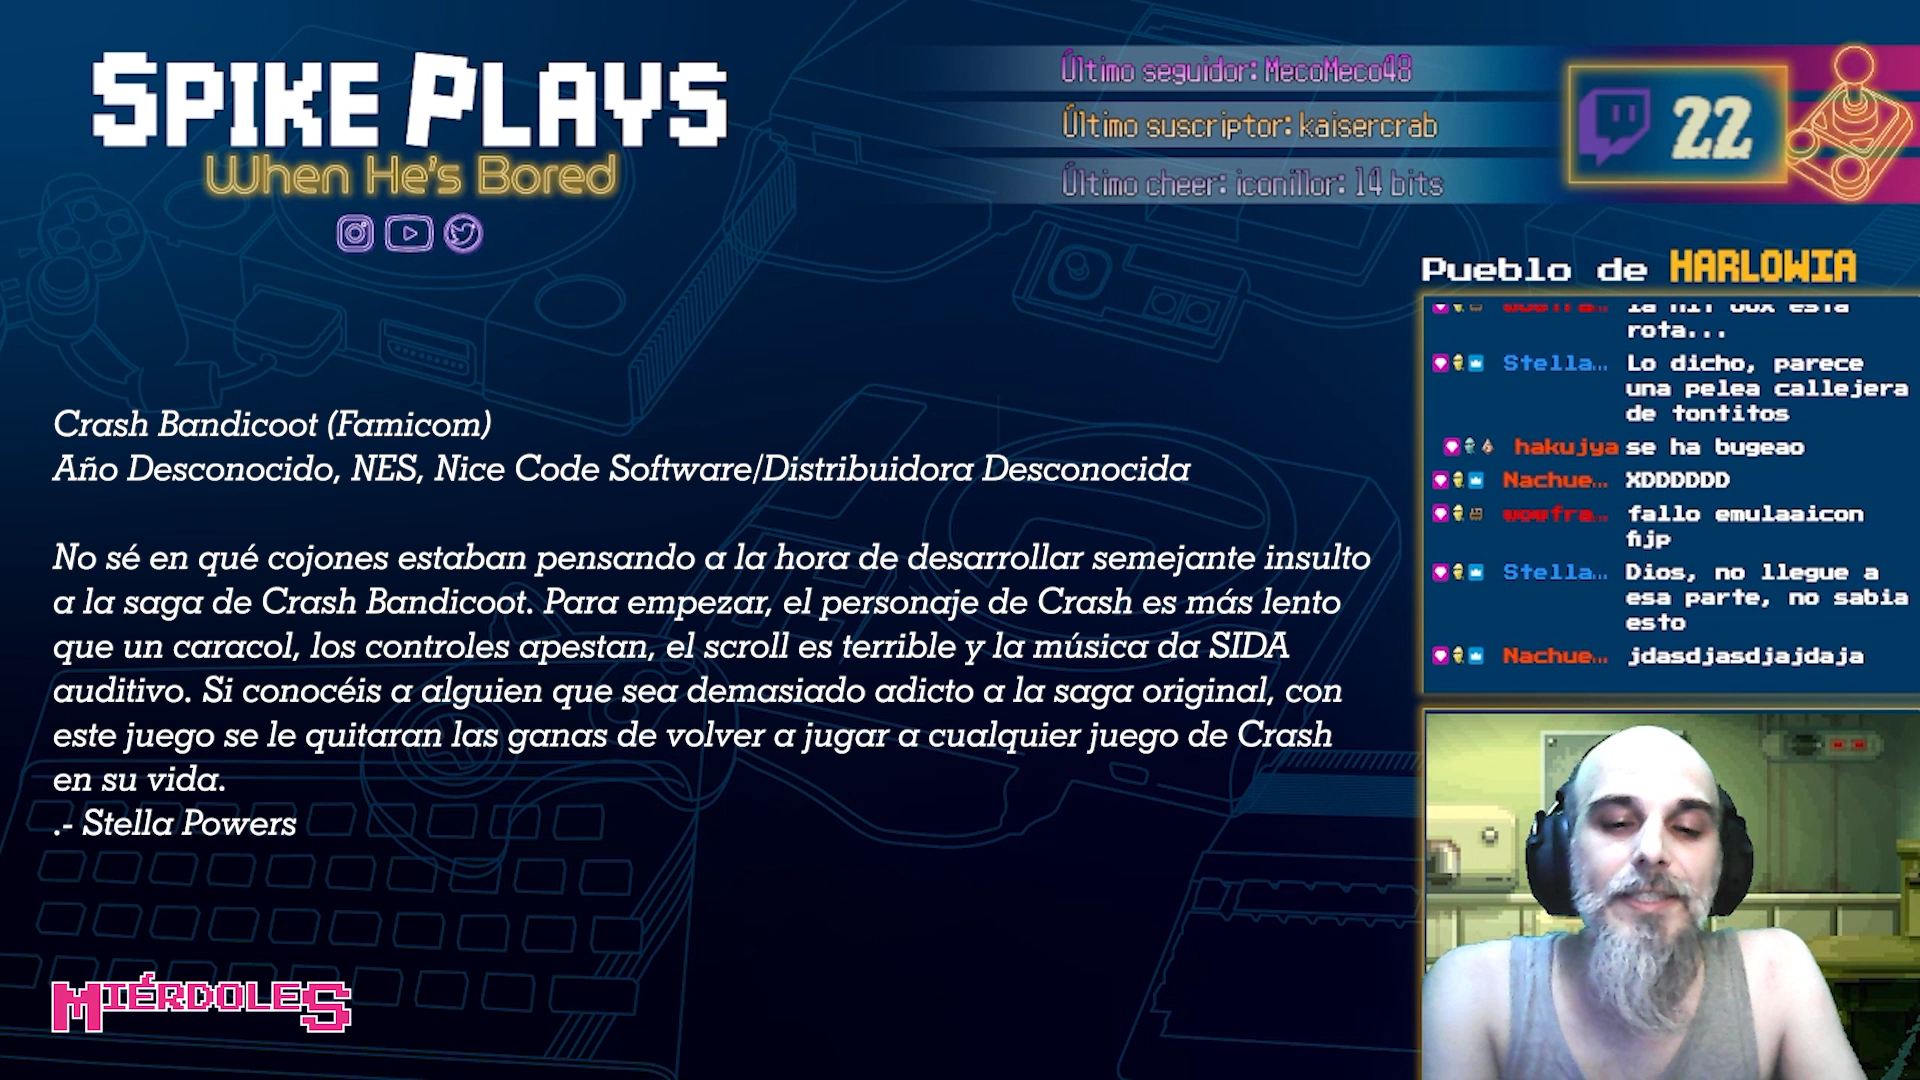 SPIKE PLAYS
When He's Bored
Último seguidor: MecoMeco48
Último suscriptor: kaisercrab
Último cheer: iconillor: 14 bits
22
Pueblo de HARLOWIA
rota...
Stella... Lo dicho, parece
una pelea callejera
de tontitos
hakujya se ha bugeao
Nachue... XDDDDDD
wowfra... fallo emulaaicon
fijp
Stella... Dios, no llegue a
esa parte, no sabia
esto
Nachue... jdasdjasdjajdaja
Crash Bandicoot (Famicom)
Año Desconocido, NES, Nice Code Software/Distribuidora Desconocida
No sé en qué cojones estaban pensando a la hora de desarrollar semejante insulto
a la saga de Crash Bandicoot. Para empezar, el personaje de Crash es más lento
que un caracol, los controles apestan, el scroll es terrible y la música da SIDA
auditivo. Si conocéis a alguien que sea demasiado adicto a la saga original, con
este juego se le quitaran las ganas de volver a jugar a cualquier juego de Crash
en su vida.
.- Stella Powers
MIÉRDOLES